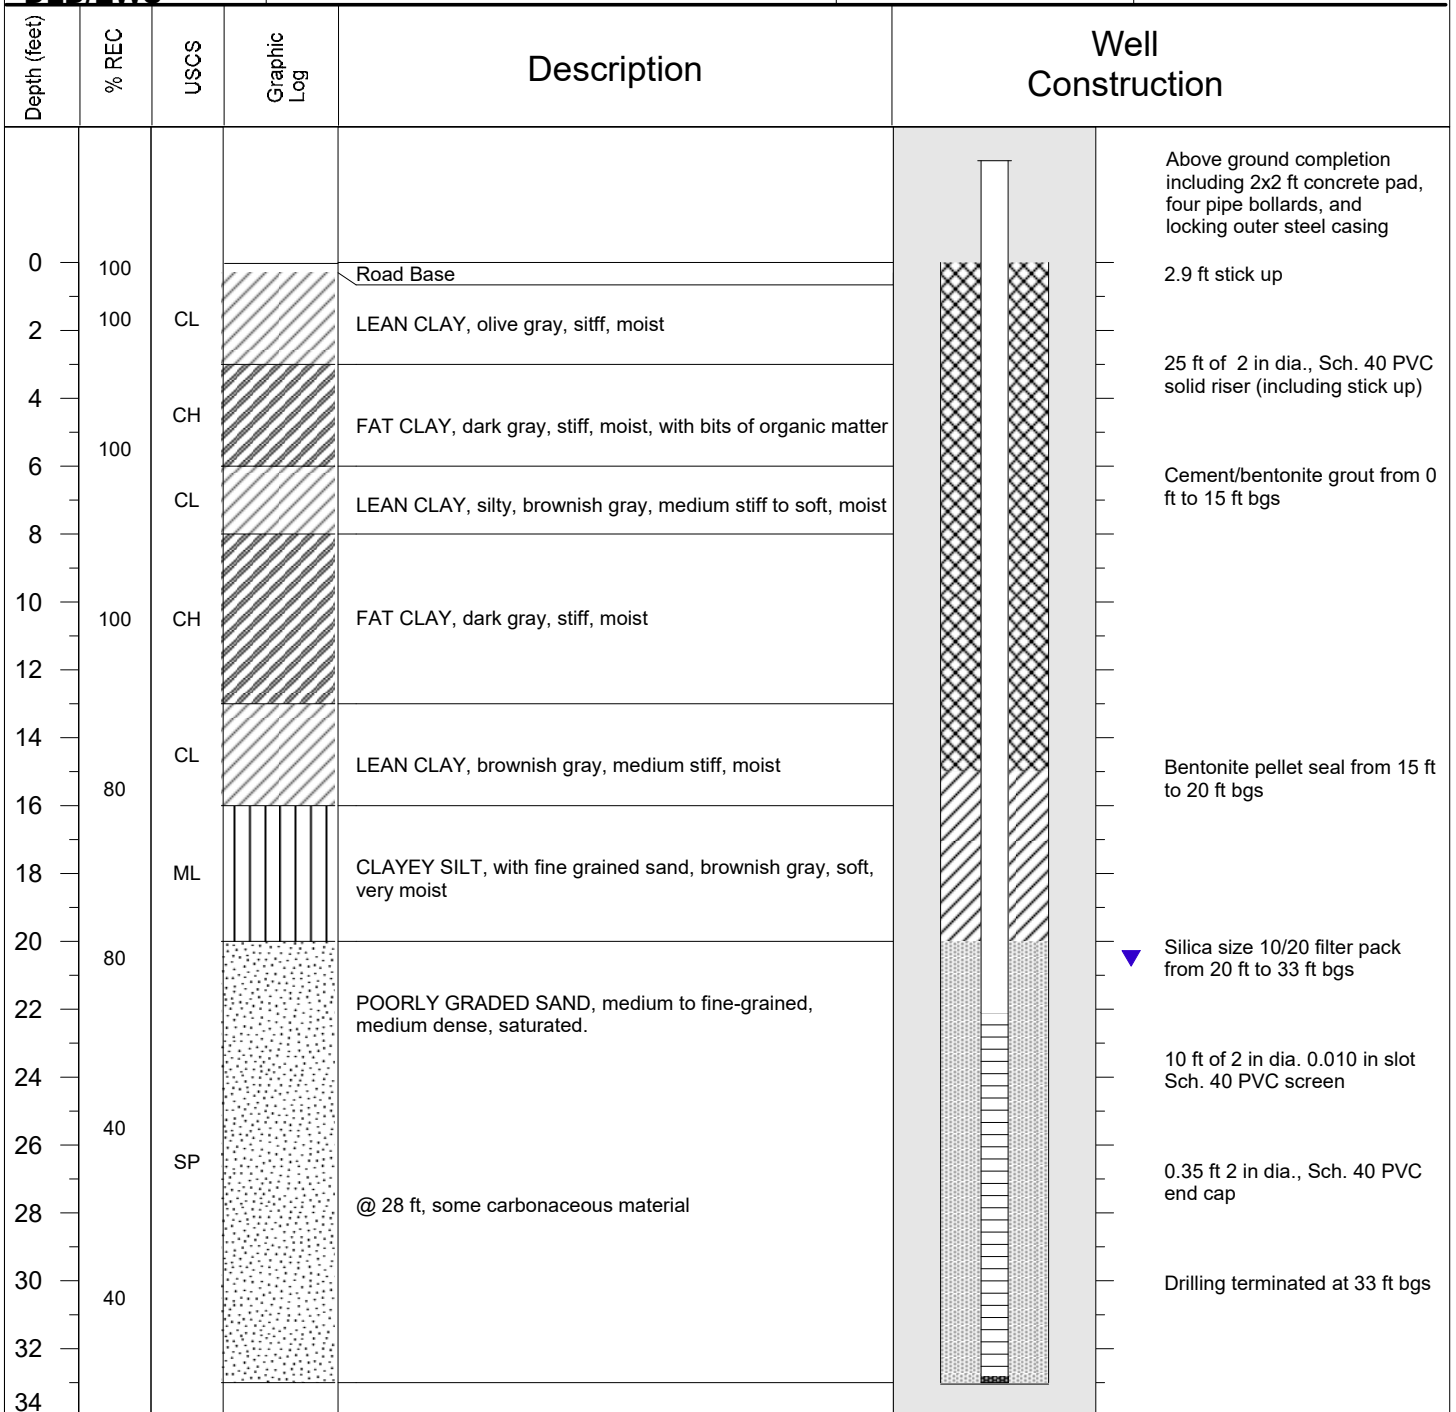 Depth (feet)
% REC
USCS
Graphic
Log
Description
Well
Construction
Above ground completion
including 2x2 ft concrete pad,
four pipe bollards, and
locking outer steel casing
0
100
Road Base
2.9 ft stick up
100
CL
2
LEAN CLAY, olive gray, sitff, moist
25 ft of 2 in dia., Sch. 40 PVC
solid riser (including stick up)
4
CH
FAT CLAY, dark gray, stiff, moist, with bits of organic matter
100
6
Cement/bentonite grout from 0
ft to 15 ft bgs
CL
LEAN CLAY, silty, brownish gray, medium stiff to soft, moist
8
10
100
CH
FAT CLAY, dark gray, stiff, moist
12
14
CL
LEAN CLAY, brownish gray, medium stiff, moist
Bentonite pellet seal from 15 ft
to 20 ft bgs
80
16
18
ML
CLAYEY SILT, with fine grained sand, brownish gray, soft,
very moist
20
80
Silica size 10/20 filter pack
from 20 ft to 33 ft bgs
22
POORLY GRADED SAND, medium to fine-grained,
medium dense, saturated.
24
10 ft of 2 in dia. 0.010 in slot
Sch. 40 PVC screen
40
26
SP
0.35 ft 2 in dia., Sch. 40 PVC
end cap
28
@ 28 ft, some carbonaceous material
30
40
Drilling terminated at 33 ft bgs
32
34